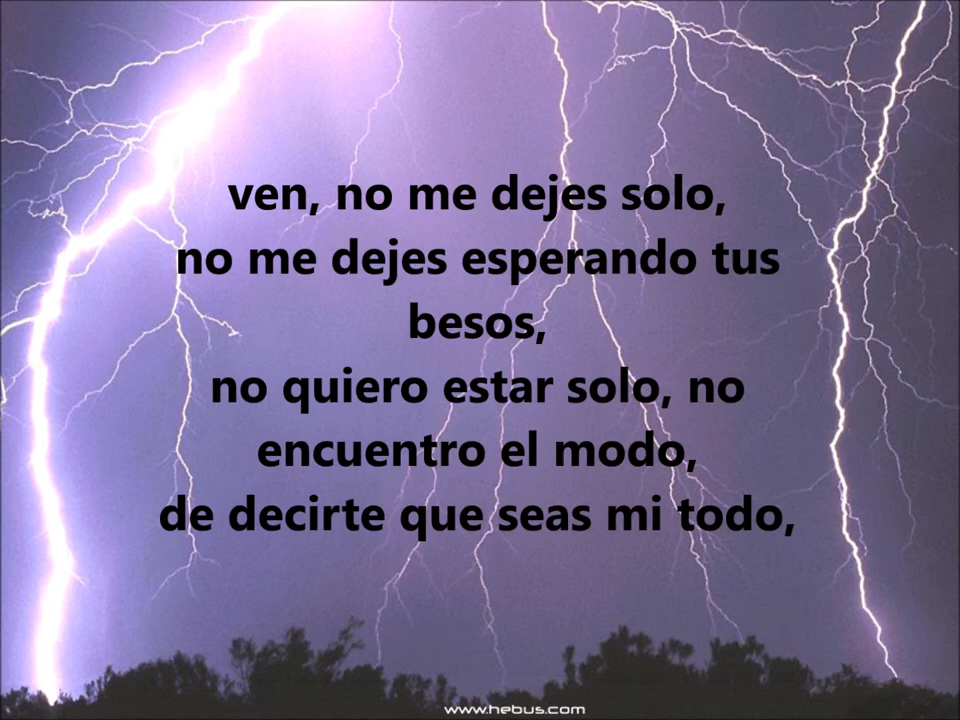 ven, no me dejes solo,
no me dejes esperando tus
besos,
no quiero estar solo, no
encuentro el modo,
de decirte que seas mi todo,
www.hebus.com